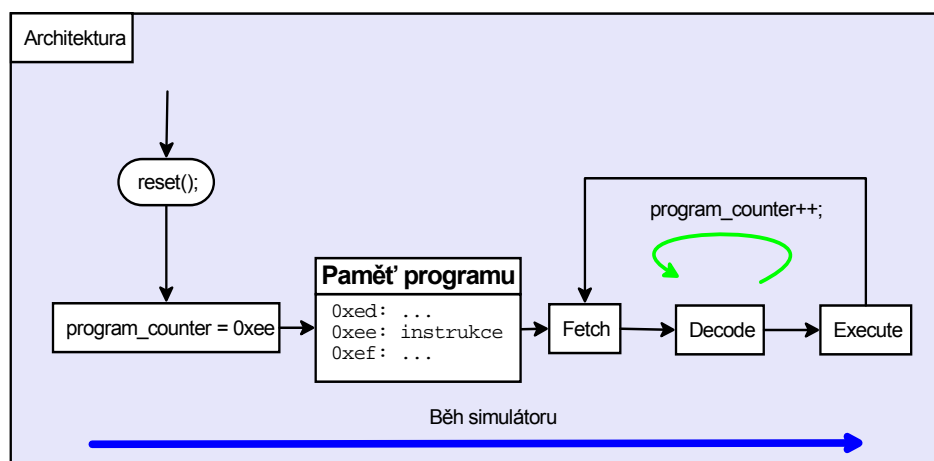 Architektura
reset();
program_counter++;
Paměť programu
0xed: ...
0xee: instrukce
0xef: ...
program_counter = 0xee
Fetch
Decode
Execute
Běh simulátoru